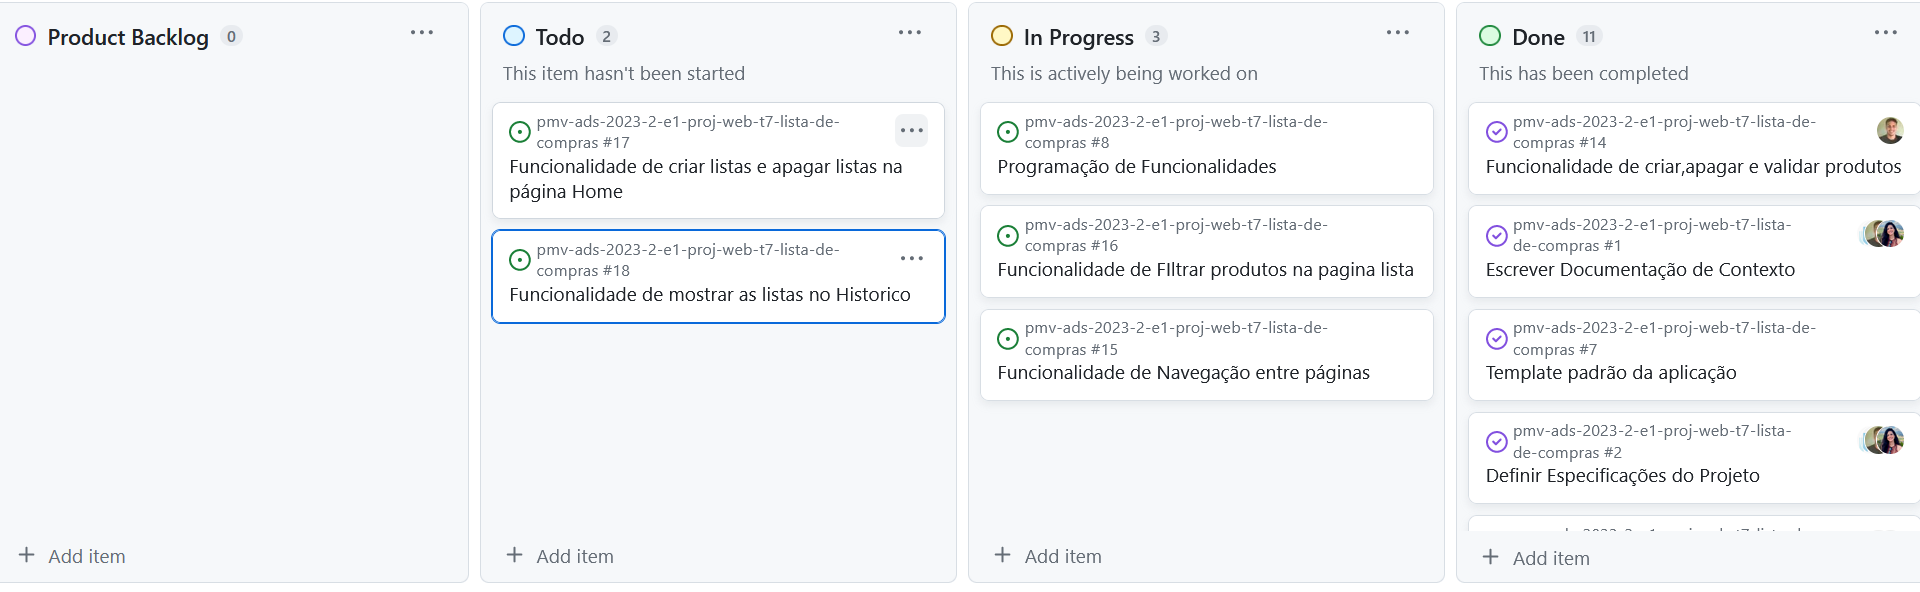 Product Backlog 0
Todo 2
This item hasn't been started
pmv-ads-2023-2-e1-proj-web-t7-lista-de-
compras #17
Funcionalidade de criar listas e apagar listas na
página Home
pmv-ads-2023-2-e1-proj-web-t7-lista-de-
compras #18
Funcionalidade de mostrar as listas no Historico
In Progress 3
This is actively being worked on
pmv-ads-2023-2-e1-proj-web-t7-lista-de-
compras #8
Programação de Funcionalidades
pmv-ads-2023-2-e1-proj-web-t7-lista-de-
compras #16
Funcionalidade de FIltrar produtos na pagina lista
pmv-ads-2023-2-e1-proj-web-t7-lista-de-
compras #15
Funcionalidade de Navegação entre páginas
Done 11
This has been completed
pmv-ads-2023-2-e1-proj-web-t7-lista-de-
compras #14
Funcionalidade de criar,apagar e validar produtos
pmv-ads-2023-2-e1-proj-web-t7-lista-
de-compras #1
Escrever Documentação de Contexto
pmv-ads-2023-2-e1-proj-web-t7-lista-de-
compras #7
Template padrão da aplicação
pmv-ads-2023-2-e1-proj-web-t7-lista-
de-compras #2
Definir Especificações do Projeto
+ Add item
+ Add item
+ Add item
+ Add item